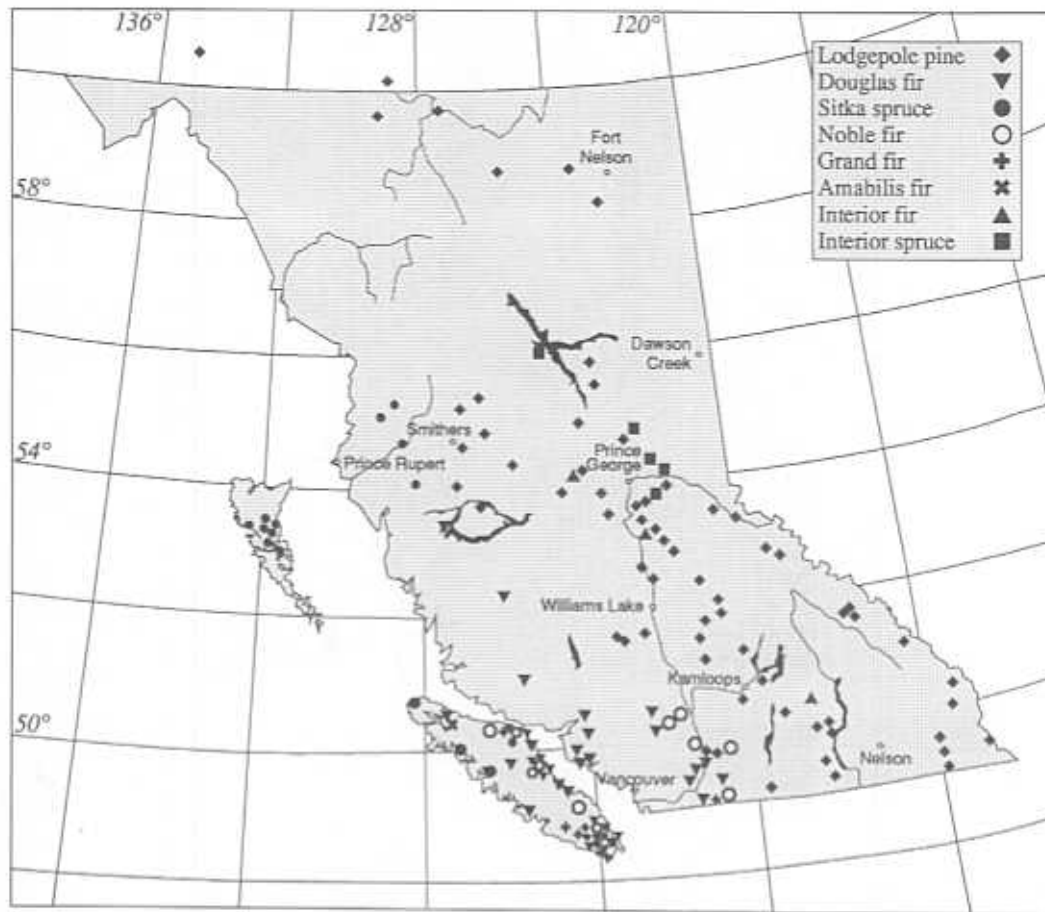 136°
128°
120°
Lodgepole pine
Douglas fir
Sitka spruce
Noble fir
Grand fir
Amabilis fir
Interior fir
Interior spruce
Fort
Nelson
58°
Dawson
Creek
Smithers
54°
Prince Rupert
Prince
George
Williams Lake
Kamloops
50°
Vancouver
Nelson